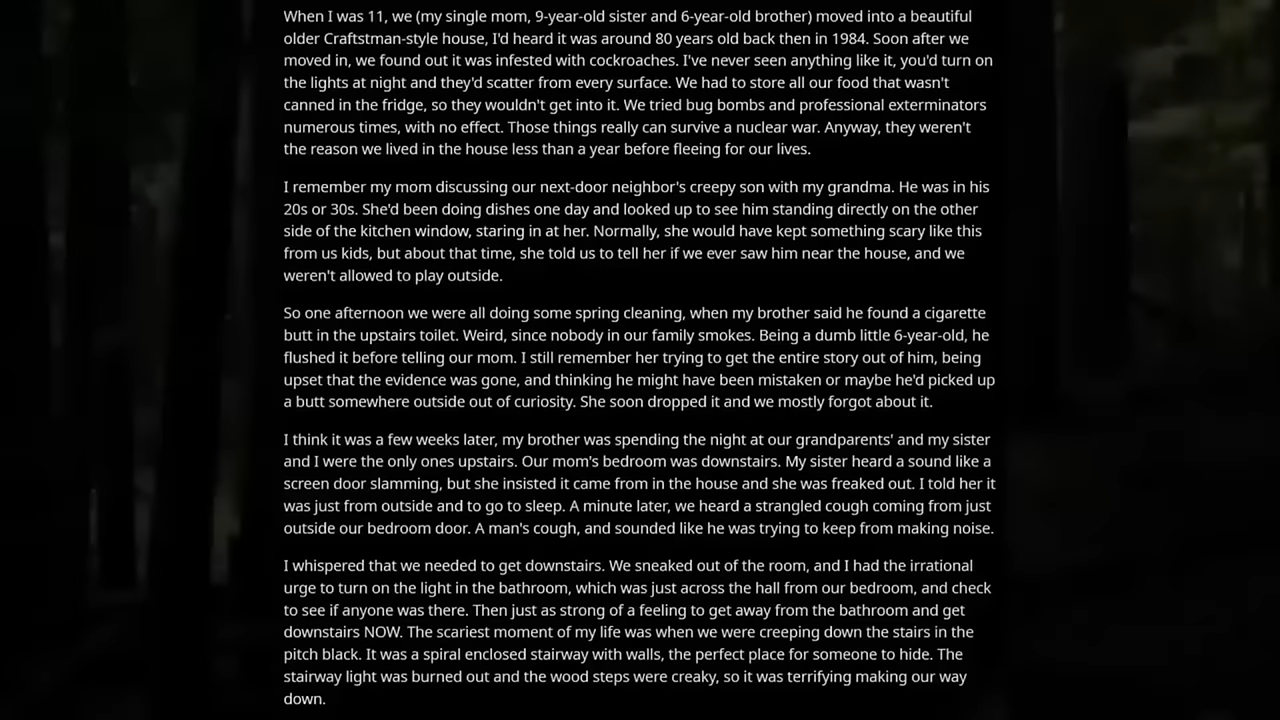 When I was 11, we (my single mom, 9-year-old sister and 6-year-old brother) moved into a beautiful
older Craftstman-style house, I'd heard it was around 80 years old back then in 1984. Soon after we
moved in, we found out it was infested with cockroaches. I've never seen anything like it, you'd turn on
the lights at night and they'd scatter from every surface. We had to store all our food that wasn't
canned in the fridge, so they wouldn't get into it. We tried bug bombs and professional exterminators
numerous times, with no effect. Those things really can survive a nuclear war. Anyway, they weren't
the reason we lived in the house less than a year before fleeing for our lives.
I remember my mom discussing our next-door neighbor's creepy son with my grandma. He was in his
20s or 30s. She'd been doing dishes one day and looked up to see him standing directly on the other
side of the kitchen window, staring in at her. Normally, she would have kept something scary like this
from us kids, but about that time, she told us to tell her if we ever saw him near the house, and we
weren't allowed to play outside.
So one afternoon we were all doing some spring cleaning, when my brother said he found a cigarette
butt in the upstairs toilet. Weird, since nobody in our family smokes. Being a dumb little 6-year-old, he
flushed it before telling our mom. I still remember her trying to get the entire story out of him, being
upset that the evidence was gone, and thinking he might have been mistaken or maybe he'd picked up
a butt somewhere outside out of curiosity. She soon dropped it and we mostly forgot about it.
I think it was a few weeks later, my brother was spending the night at our grandparents' and my sister
and I were the only ones upstairs. Our mom's bedroom was downstairs. My sister heard a sound like a
screen door slamming, but she insisted it came from in the house and she was freaked out. I told her it
was just from outside and to go to sleep. A minute later, we heard a strangled cough coming from just
outside our bedroom door. A man's cough, and sounded like he was trying to keep from making noise.
I whispered that we needed to get downstairs. We sneaked out of the room, and I had the irrational
urge to turn on the light in the bathroom, which was just across the hall from our bedroom, and check
to see if anyone was there. Then just as strong of a feeling to get away from the bathroom and get
downstairs NOW. The scariest moment of my life was when we were creeping down the stairs in the
pitch black. It was a spiral enclosed stairway with walls, the perfect place for someone to hide. The
stairway light was burned out and the wood steps were creaky, so it was terrifying making our way
down.